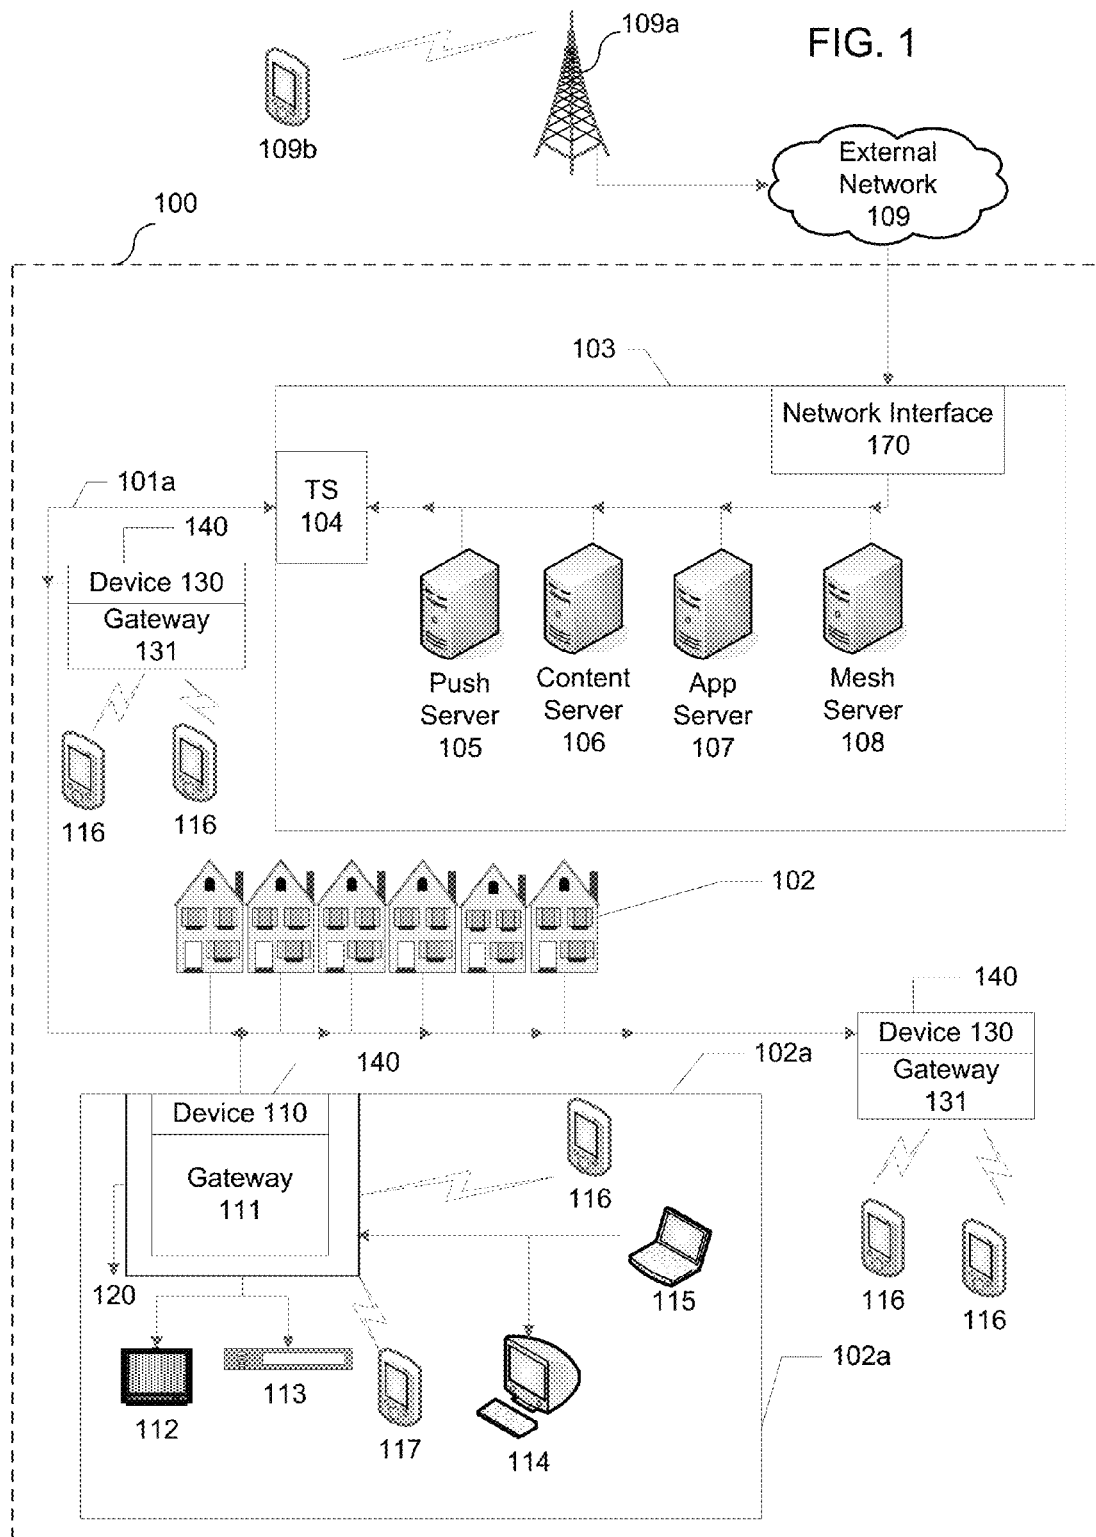 109a
FIG. 1
109b
External
Network
109
100
103
Network Interface
170
101a
TS
104
140
Device 130
Gateway
131
Push
Server
105
Content
Server
106
App
Server
107
Mesh
Server
108
116
116
102
140
Device 130
Gateway
131
140
102a
Device 110
Gateway
111
116
120
115
116
116
112
113
117
114
102a